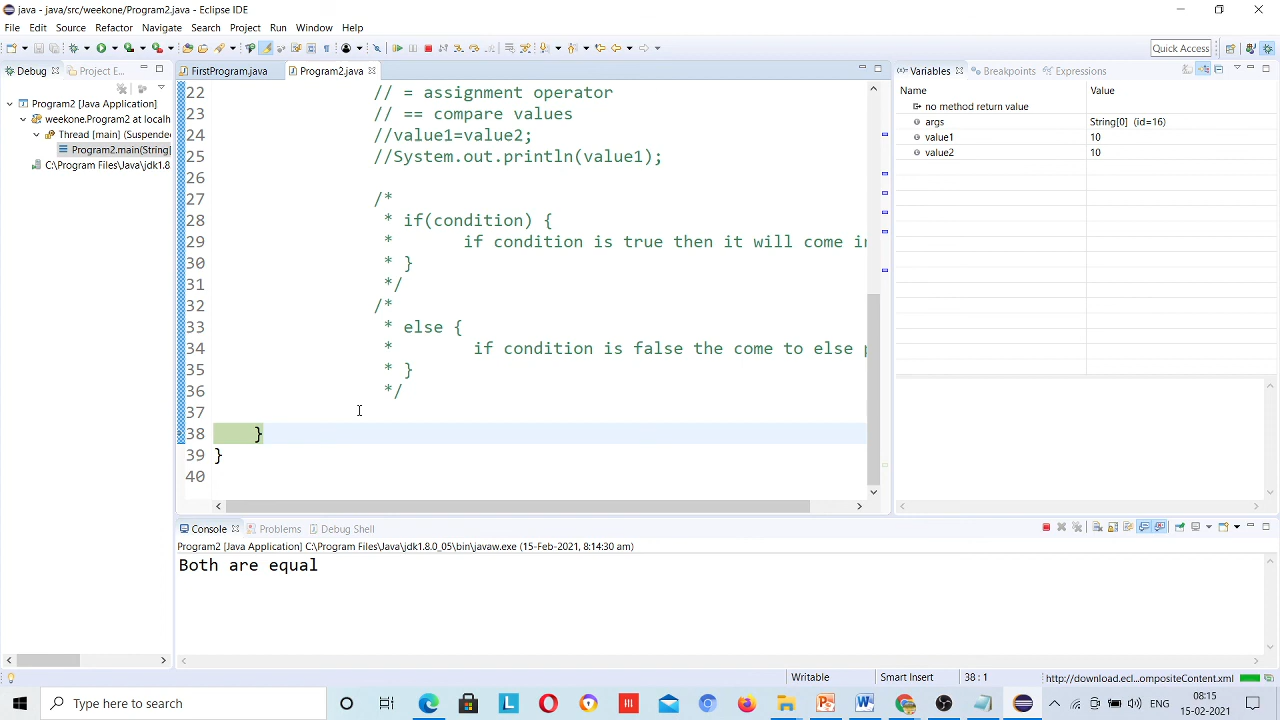 java - java/src/weekone/Program2.java - Eclipse IDE
File Edit Source Refactor Navigate Search Project Run Window Help
Quick Access
Debug Project E...
FirstProgram.java Program2.java
Variables Breakpoints Expressions
Program2 [Java Application]
weekone.Program2 at localh
Thread [main] (Suspende
Program2.main(String[
C:\Program Files\Java\jdk1.8
22 // = assignment operator
23 // == compare values
24 //value1=value2;
25 //System.out.println(value1);
26
27 /*
28 * if(condition) {
29 * if condition is true then it will come in
30 * }
31 */
32 /*
33 * else {
34 * if condition is false the come to else p
35 * }
36 */
37
38 }
39 }
40
Name Value
no method return value
args String[0] (id=16)
value1 10
value2 10
Console Problems Debug Shell
Program2 [Java Application] C:\Program Files\Java\jdk1.8.0_05\bin\javaw.exe (15-Feb-2021, 8:14:30 am)
Both are equal
Writable Smart Insert 38 : 1 http://download.ecl...ompositeContent.xml
Type here to search
08:15
15-02-2021